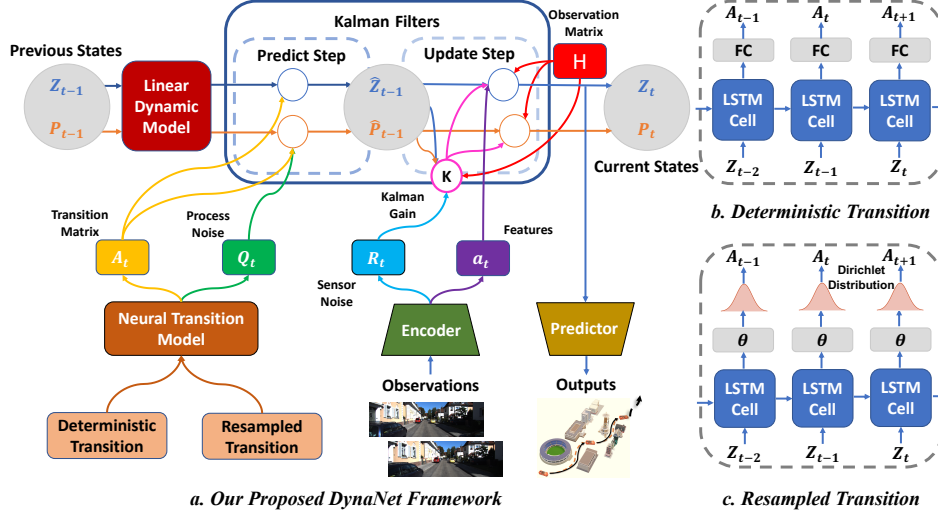 Kalman Filters
Observation
Matrix
Previous States
Predict Step
Update Step
H
Z_{t-1}
P_{t-1}
Linear
Dynamic
Model
Ẑ_{t-1}
P̂_{t-1}
Z_t
P_t
Current States
K
Kalman
Gain
Transition
Matrix
Process
Noise
Features
A_t
Q_t
R_t
a_t
Sensor
Noise
Neural Transition
Model
Encoder
Predictor
Observations
Outputs
Deterministic
Transition
Resampled
Transition
a. Our Proposed DynaNet Framework
A_{t-1} A_t A_{t+1}
FC FC FC
LSTM
Cell
LSTM
Cell
LSTM
Cell
Z_{t-2} Z_{t-1} Z_t
b. Deterministic Transition
A_{t-1} A_t A_{t+1}
Dirichlet
Distribution
θ θ θ
LSTM
Cell
LSTM
Cell
LSTM
Cell
Z_{t-2} Z_{t-1} Z_t
c. Resampled Transition